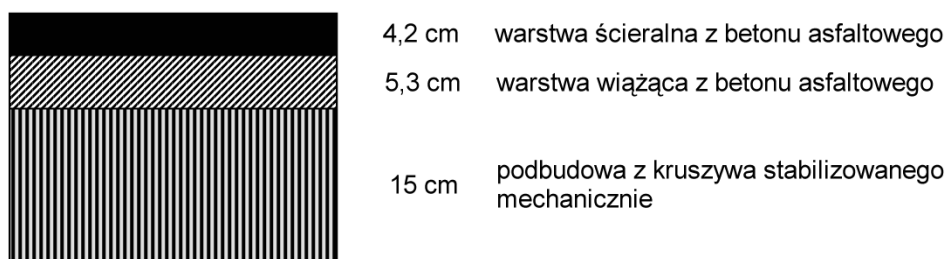 4,2 cm warstwa ścieralna z betonu asfaltowego
5,3 cm warstwa wiążąca z betonu asfaltowego
15 cm podbudowa z kruszywa stabilizowanego
mechanicznie